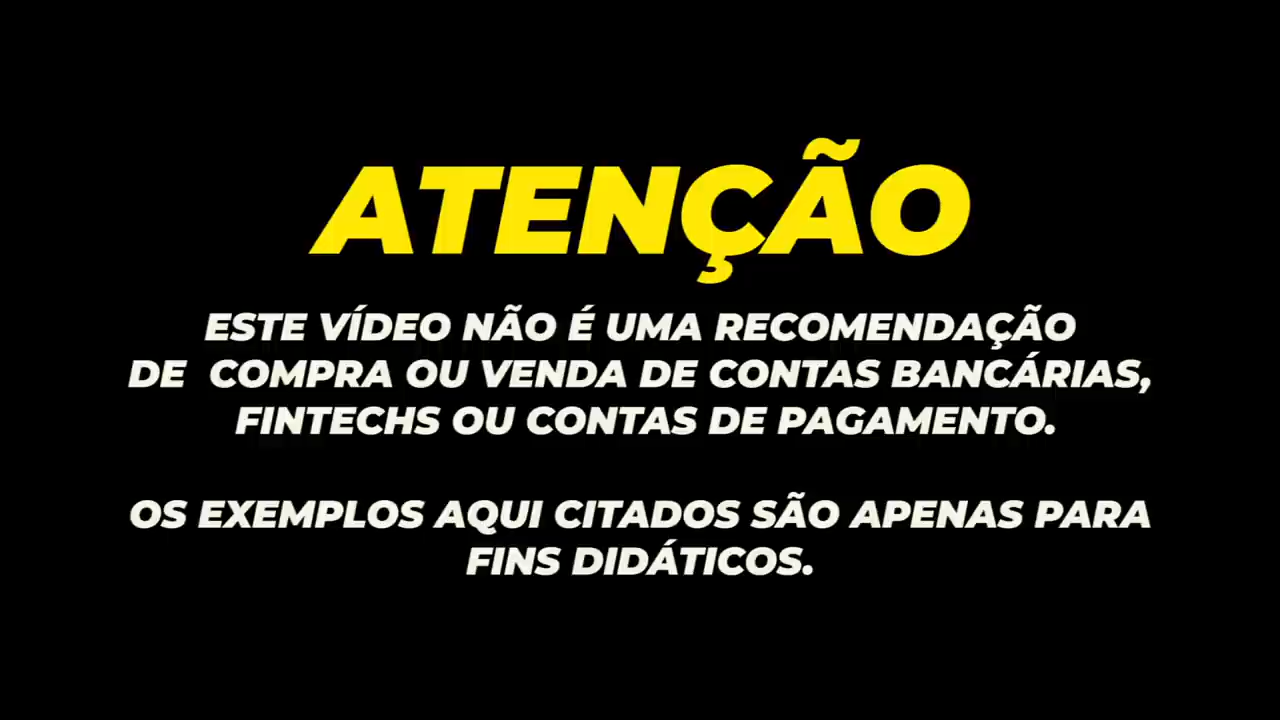 ATENÇÃO
ESTE VÍDEO NÃO É UMA RECOMENDAÇÃO
DE COMPRA OU VENDA DE CONTAS BANCÁRIAS,
FINTECHS OU CONTAS DE PAGAMENTO.
OS EXEMPLOS AQUI CITADOS SÃO APENAS PARA
FINS DIDÁTICOS.